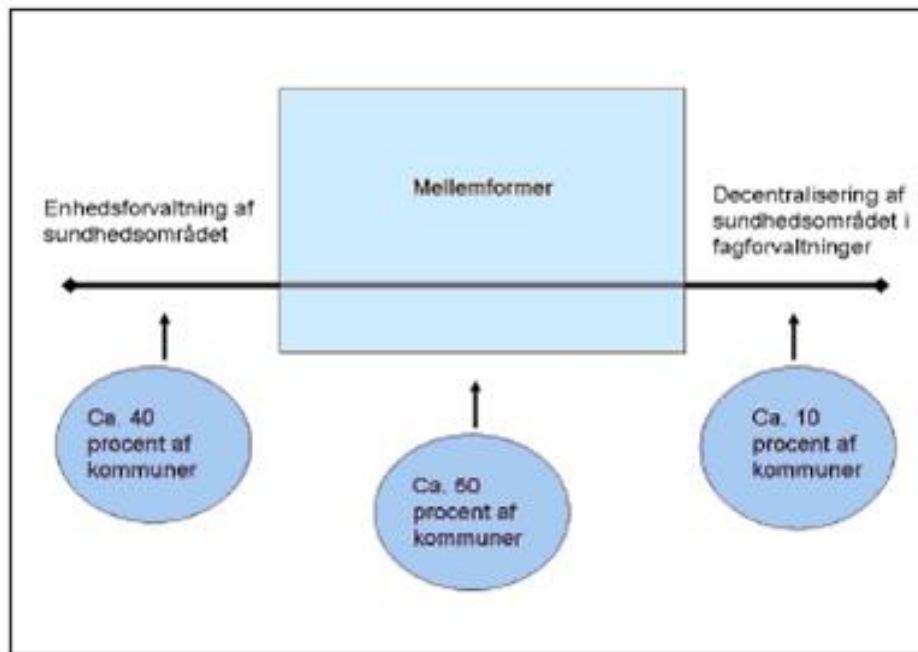 Mellemformer
Enhedsforvaltning af
sundhedsområdet
Decentralisering af
sundhedsområdet i
fagforvaltninger
Ca. 40
procent af
kommuner
Ca. 50
procent af
kommuner
Ca. 10
procent af
kommuner